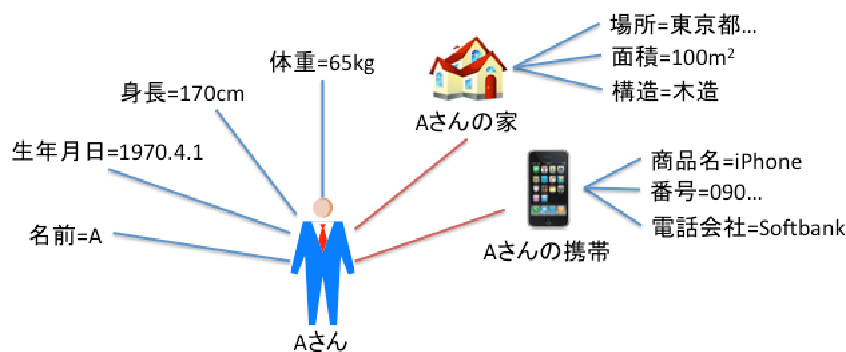 体重=65kg
身長=170cm
生年月日=1970.4.1
名前=A
Aさん
Aさんの家
場所=東京都...
面積=100m²
構造=木造
Aさんの携帯
商品名=iPhone
番号=090...
電話会社=Softbank